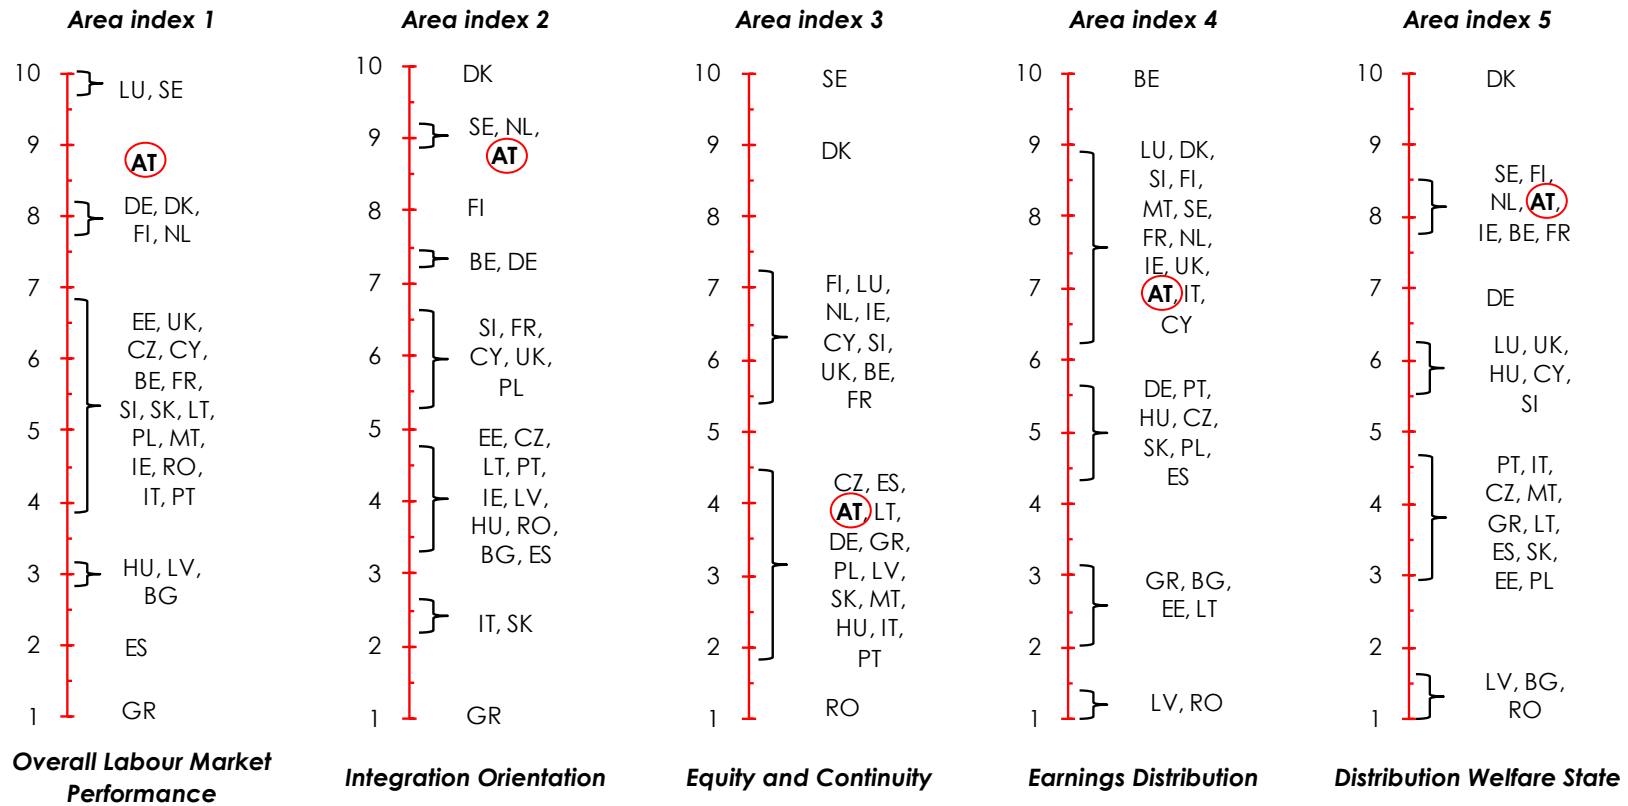 Area index 1
10
9
8
7
6
5
4
3
2
1
LU, SE
AT
DE, DK,
FI, NL
EE, UK,
CZ, CY,
BE, FR,
SI, SK, LT,
PL, MT,
IE, RO,
IT, PT
HU, LV,
BG
ES
GR
Overall Labour Market
Performance
Area index 2
10
9
8
7
6
5
4
3
2
1
DK
SE, NL,
AT
FI
BE, DE
SI, FR,
CY, UK,
PL
EE, CZ,
LT, PT,
IE, LV,
HU, RO,
BG, ES
IT, SK
GR
Integration Orientation
Area index 3
10
9
8
7
6
5
4
3
2
1
SE
DK
FI, LU,
NL, IE,
CY, SI,
UK, BE,
FR
CZ, ES,
AT, LT,
DE, GR,
PL, LV,
SK, MT,
HU, IT,
PT
RO
Equity and Continuity
Area index 4
10
9
8
7
6
5
4
3
2
1
BE
LU, DK,
SI, FI,
MT, SE,
FR, NL,
IE, UK,
AT, IT,
CY
DE, PT,
HU, CZ,
SK, PL,
ES
GR, BG,
EE, LT
LV, RO
Earnings Distribution
Area index 5
10
9
8
7
6
5
4
3
2
1
DK
SE, FI,
NL, AT,
IE, BE, FR
DE
LU, UK,
HU, CY,
SI
PT, IT,
CZ, MT,
GR, LT,
ES, SK,
EE, PL
LV, BG,
RO
Distribution Welfare State